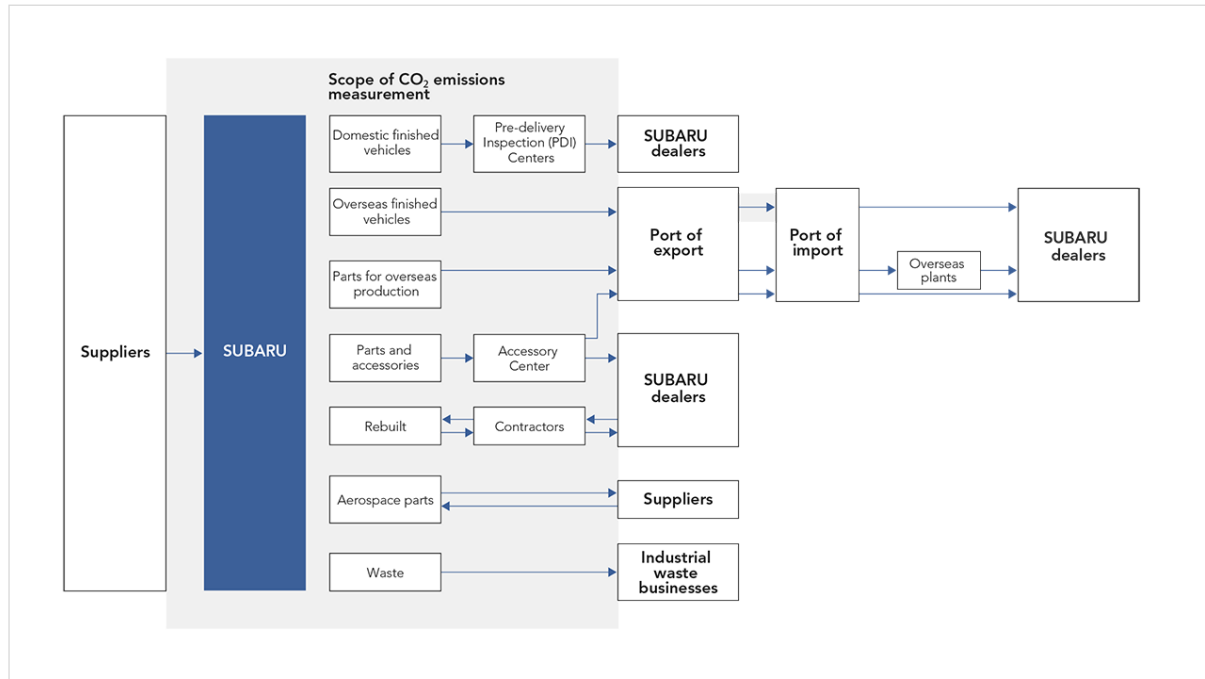 Scope of CO₂ emissions
measurement
Suppliers
SUBARU
Domestic finished
vehicles
Pre-delivery
Inspection (PDI)
Centers
SUBARU
dealers
Overseas finished
vehicles
Port of
export
Port of
import
SUBARU
dealers
Parts for overseas
production
Overseas
plants
Parts and
accessories
Accessory
Center
SUBARU
dealers
Rebuilt
Contractors
Aerospace parts
Suppliers
Waste
Industrial
waste
businesses